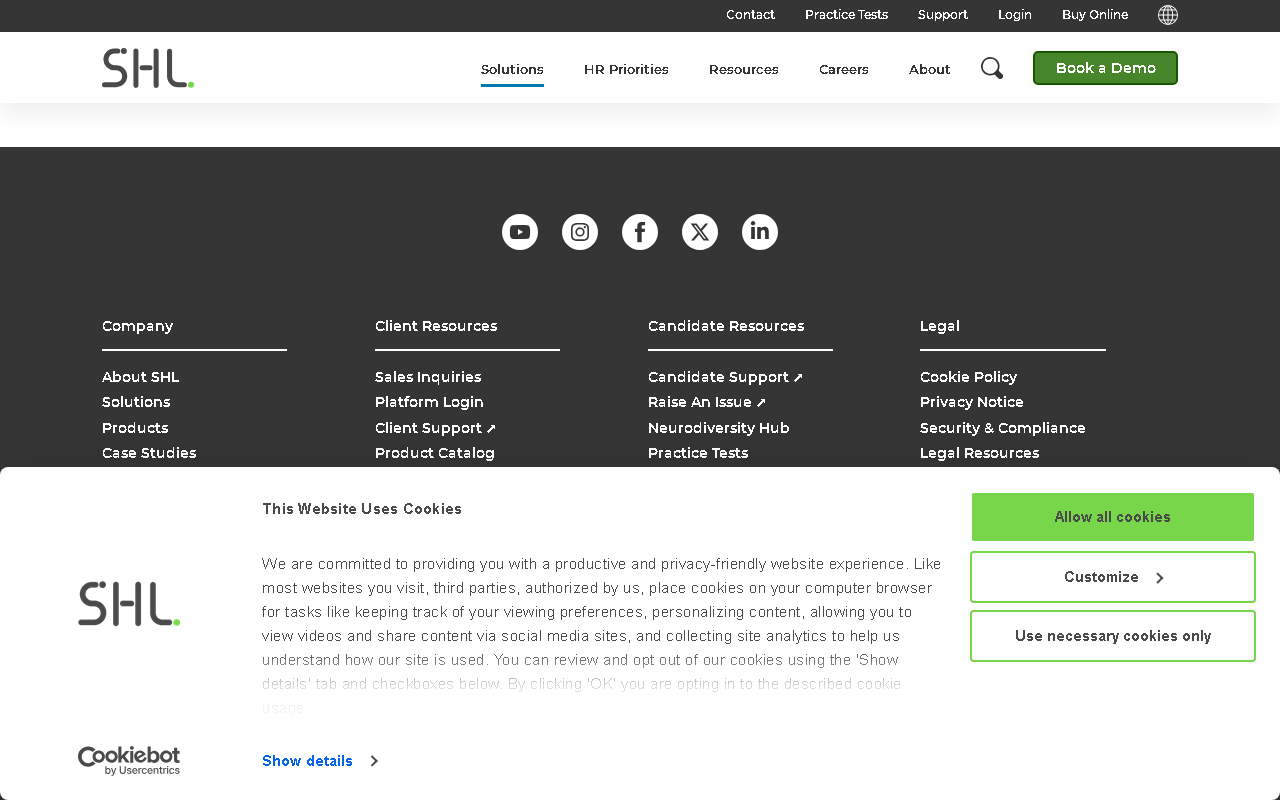 Contact Practice Tests Support Login Buy Online
SHL.
Solutions HR Priorities Resources Careers About Book a Demo
Company Client Resources Candidate Resources Legal
About SHL Sales Inquiries Candidate Support ↗ Cookie Policy
Solutions Platform Login Raise An Issue ↗ Privacy Notice
Products Client Support ↗ Neurodiversity Hub Security & Compliance
Case Studies Product Catalog Practice Tests Legal Resources
This Website Uses Cookies
We are committed to providing you with a productive and privacy-friendly website experience. Like
most websites you visit, third parties, authorized by us, place cookies on your computer browser
for tasks like keeping track of your viewing preferences, personalizing content, allowing you to
view videos and share content via social media sites, and collecting site analytics to help us
understand how our site is used. You can review and opt out of our cookies using the 'Show
details' tab and checkboxes below. By clicking 'OK' you are opting in to the described cookie
usage.
Show details
Allow all cookies
Customize
Use necessary cookies only
SHL.
Cookiebot
by Usercentrics